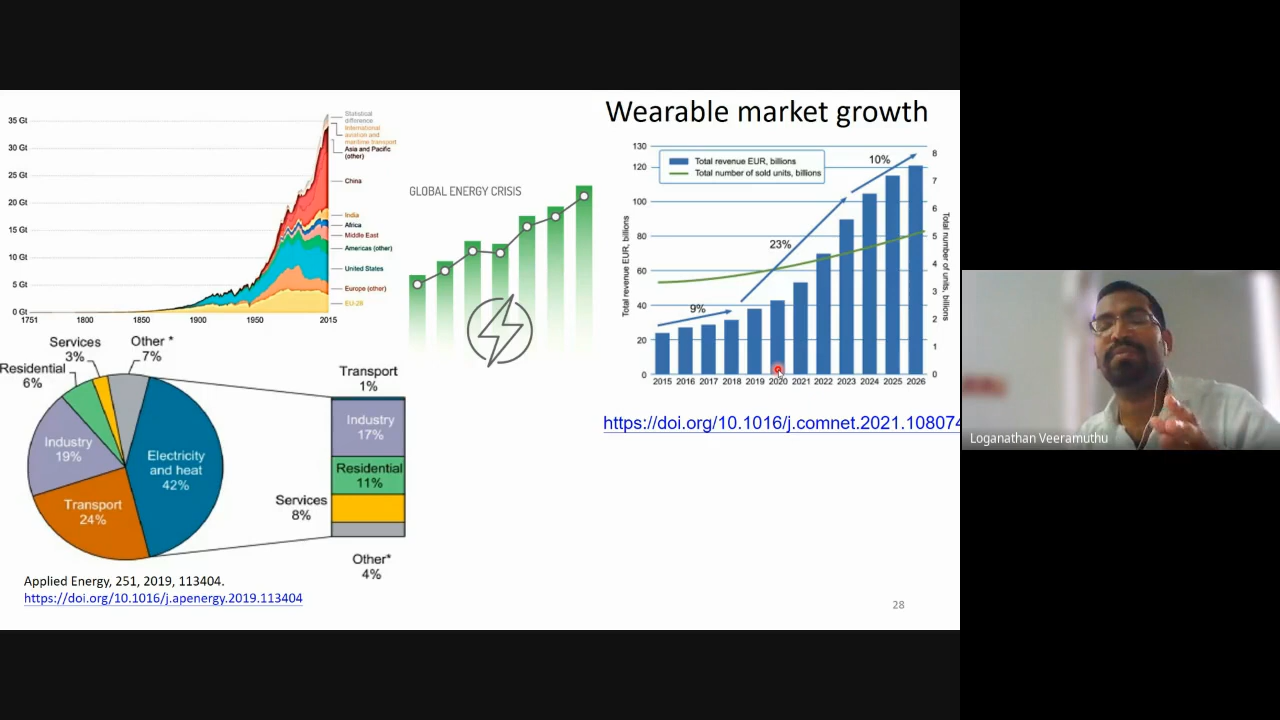 Wearable market growth
35 Gt
30 Gt
25 Gt
20 Gt
15 Gt
10 Gt
5 Gt
0 Gt
1751
1800
1850
1900
1950
2015
Statistical
difference
International
aviation and
maritime transport
Asia and Pacific
(other)
China
India
Africa
Middle East
Americas (other)
United States
Europe (other)
EU-28
GLOBAL ENERGY CRISIS
Total revenue EUR, billions
Total number of sold units, billions
Total revenue EUR, billions
130
120
100
80
60
40
20
0
9%
23%
10%
8
7
6
5
4
3
2
1
0
Total number of units, billions
2015 2016 2017 2018 2019 2020 2021 2022 2023 2024 2025 2026
https://doi.org/10.1016/j.comnet.2021.108074
Services
3%
Other *
7%
Residential
6%
Industry
19%
Transport
24%
Electricity
and heat
42%
Transport
1%
Industry
17%
Residential
11%
Services
8%
Other*
4%
Applied Energy, 251, 2019, 113404.
https://doi.org/10.1016/j.apenergy.2019.113404
28
Loganathan Veeramuthu